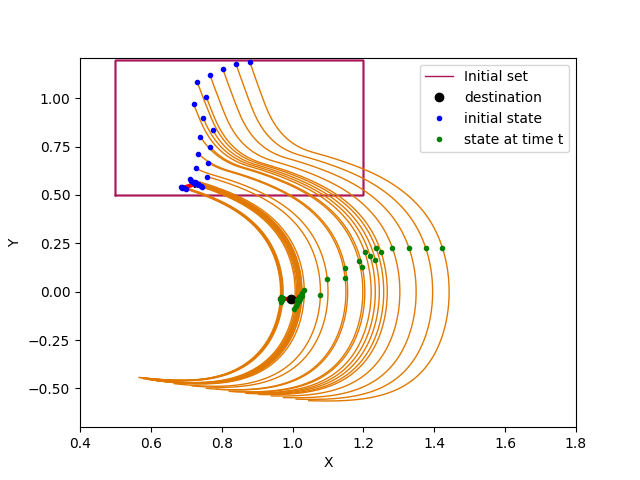 Initial set
destination
initial state
state at time t
1.00
0.75
0.50
0.25
0.00
−0.25
−0.50
Y
0.4
0.6
0.8
1.0
1.2
1.4
1.6
1.8
X